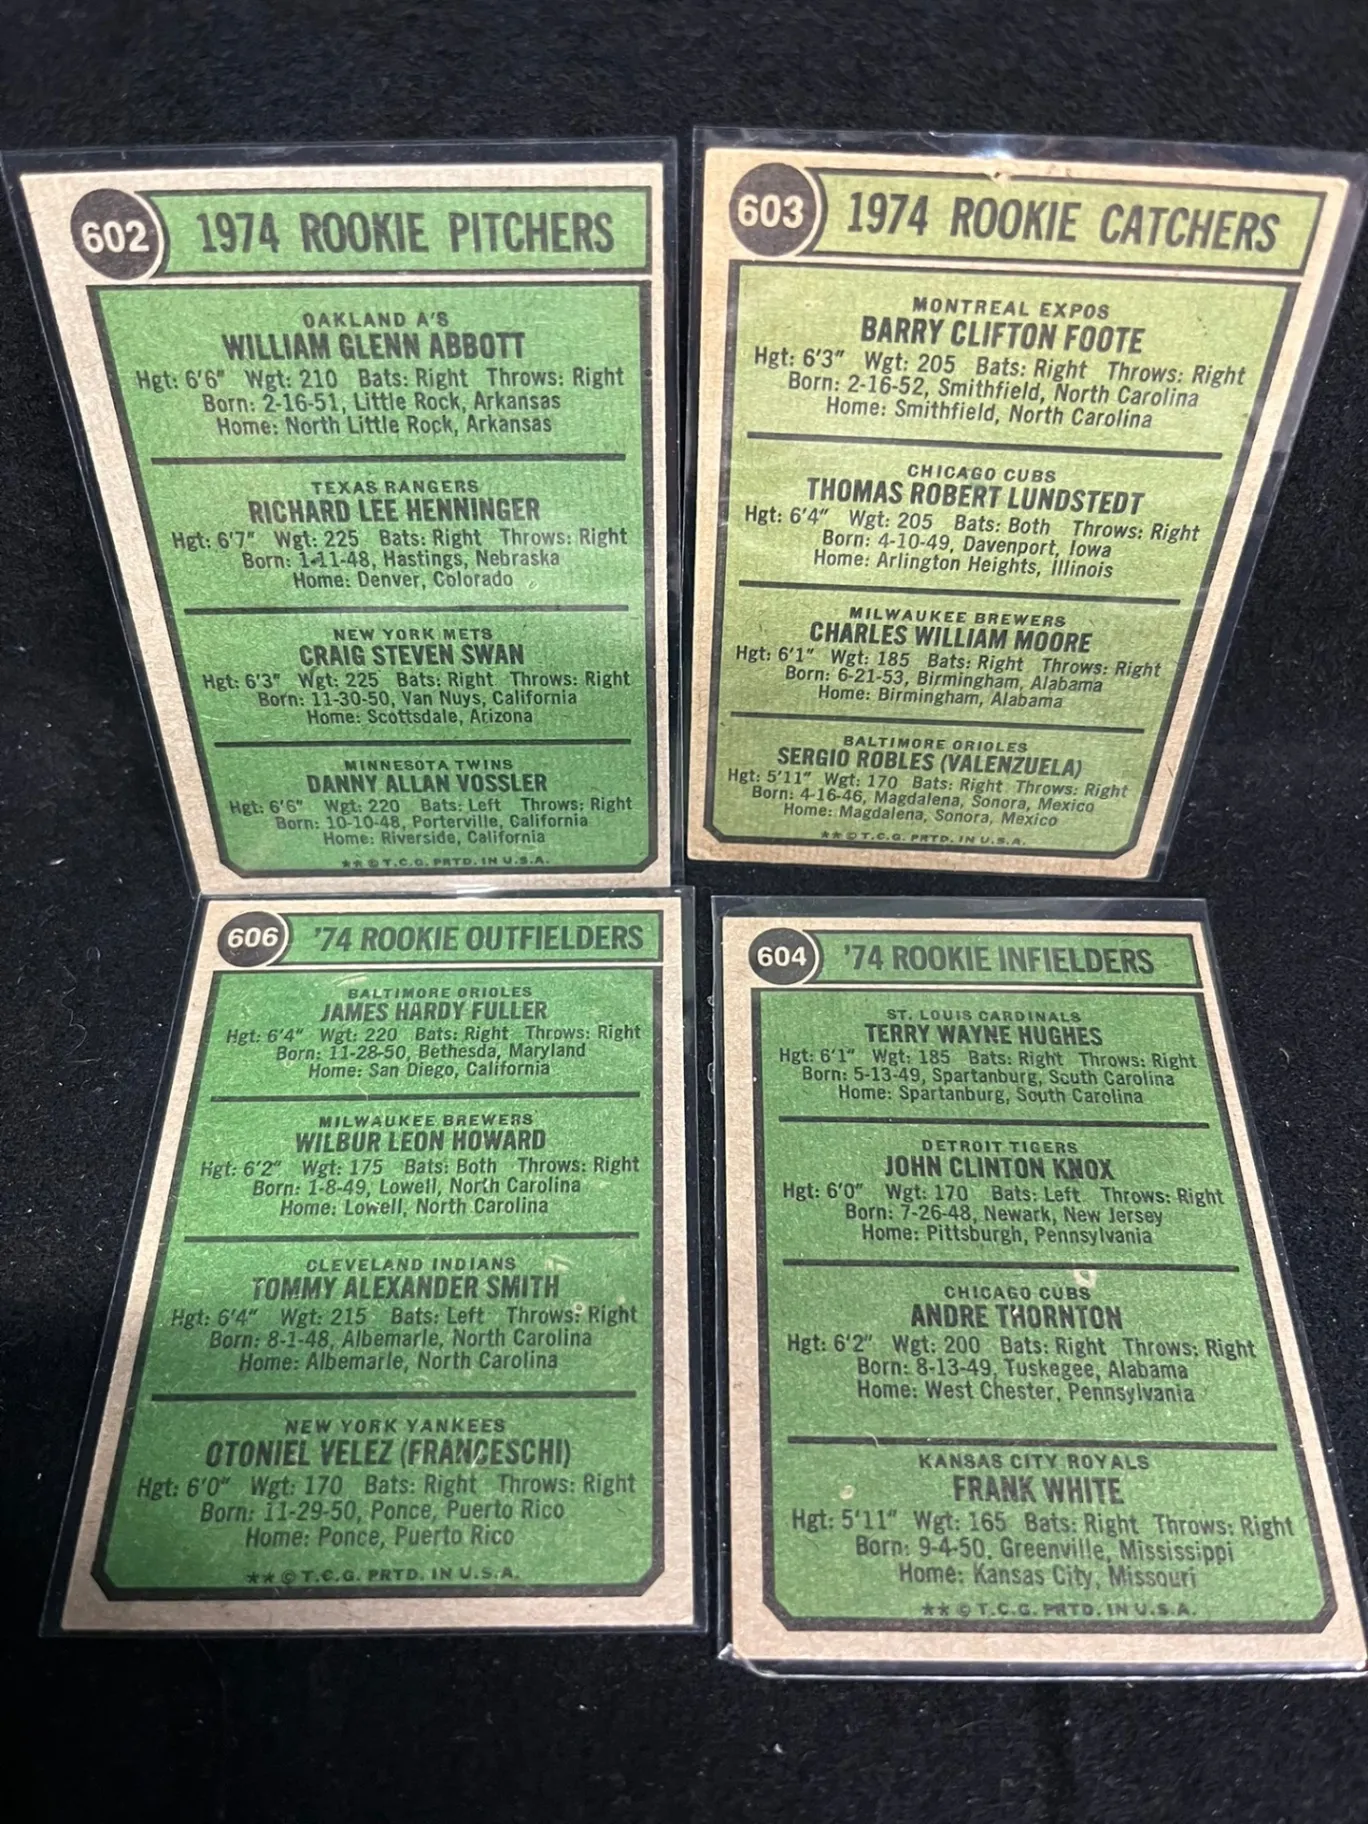 602
1974 ROOKIE PITCHERS
OAKLAND A'S
WILLIAM GLENN ABBOTT
Hgt: 6'6" Wgt: 210 Bats: Right Throws: Right
Born: 2-16-51, Little Rock, Arkansas
Home: North Little Rock, Arkansas
TEXAS RANGERS
RICHARD LEE HENNINGER
Hgt: 6'7" Wgt: 225 Bats: Right Throws: Right
Born: 1-11-48, Hastings, Nebraska
Home: Denver, Colorado
NEW YORK METS
CRAIG STEVEN SWAN
Hgt: 6'3" Wgt: 225 Bats: Right Throws: Right
Born: 11-30-50, Van Nuys, California
Home: Scottsdale, Arizona
MINNESOTA TWINS
DANNY ALLAN VOSSLER
Hgt: 6'6" Wgt: 220 Bats: Left Throws: Right
Born: 10-10-48, Porterville, California
Home: Riverside, California
** © T.C.G. PRTD. IN U.S.A.
603
1974 ROOKIE CATCHERS
MONTREAL EXPOS
BARRY CLIFTON FOOTE
Hgt: 6'3" Wgt: 205 Bats: Right Throws: Right
Born: 2-16-52, Smithfield, North Carolina
Home: Smithfield, North Carolina
CHICAGO CUBS
THOMAS ROBERT LUNDSTEDT
Hgt: 6'4" Wgt: 205 Bats: Both Throws: Right
Born: 4-10-49, Davenport, Iowa
Home: Arlington Heights, Illinois
MILWAUKEE BREWERS
CHARLES WILLIAM MOORE
Hgt: 6'1" Wgt: 185 Bats: Right Throws: Right
Born: 6-21-53, Birmingham, Alabama
Home: Birmingham, Alabama
BALTIMORE ORIOLES
SERGIO ROBLES (VALENZUELA)
Hgt: 5'11" Wgt: 170 Bats: Right Throws: Right
Born: 4-16-46, Magdalena, Sonora, Mexico
Home: Magdalena, Sonora, Mexico
** © T.C.G. PRTD. IN U.S.A.
606
'74 ROOKIE OUTFIELDERS
BALTIMORE ORIOLES
JAMES HARDY FULLER
Hgt: 6'4" Wgt: 220 Bats: Right Throws: Right
Born: 11-28-50, Bethesda, Maryland
Home: San Diego, California
MILWAUKEE BREWERS
WILBUR LEON HOWARD
Hgt: 6'2" Wgt: 175 Bats: Both Throws: Right
Born: 1-8-49, Lowell, North Carolina
Home: Lowell, North Carolina
CLEVELAND INDIANS
TOMMY ALEXANDER SMITH
Hgt: 6'4" Wgt: 215 Bats: Left Throws: Right
Born: 8-1-48, Albemarle, North Carolina
Home: Albemarle, North Carolina
NEW YORK YANKEES
OTONIEL VELEZ (FRANCESCHI)
Hgt: 6'0" Wgt: 170 Bats: Right Throws: Right
Born: 11-29-50, Ponce, Puerto Rico
Home: Ponce, Puerto Rico
** © T.C.G. PRTD. IN U.S.A.
604
'74 ROOKIE INFIELDERS
ST. LOUIS CARDINALS
TERRY WAYNE HUGHES
Hgt: 6'1" Wgt: 185 Bats: Right Throws: Right
Born: 5-13-49, Spartanburg, South Carolina
Home: Spartanburg, South Carolina
DETROIT TIGERS
JOHN CLINTON KNOX
Hgt: 6'0" Wgt: 170 Bats: Left Throws: Right
Born: 7-26-48, Newark, New Jersey
Home: Pittsburgh, Pennsylvania
CHICAGO CUBS
ANDRE THORNTON
Hgt: 6'2" Wgt: 200 Bats: Right Throws: Right
Born: 8-13-49, Tuskegee, Alabama
Home: West Chester, Pennsylvania
KANSAS CITY ROYALS
FRANK WHITE
Hgt: 5'11" Wgt: 165 Bats: Right Throws: Right
Born: 9-4-50, Greenville, Mississippi
Home: Kansas City, Missouri
** © T.C.G. PRTD. IN U.S.A.